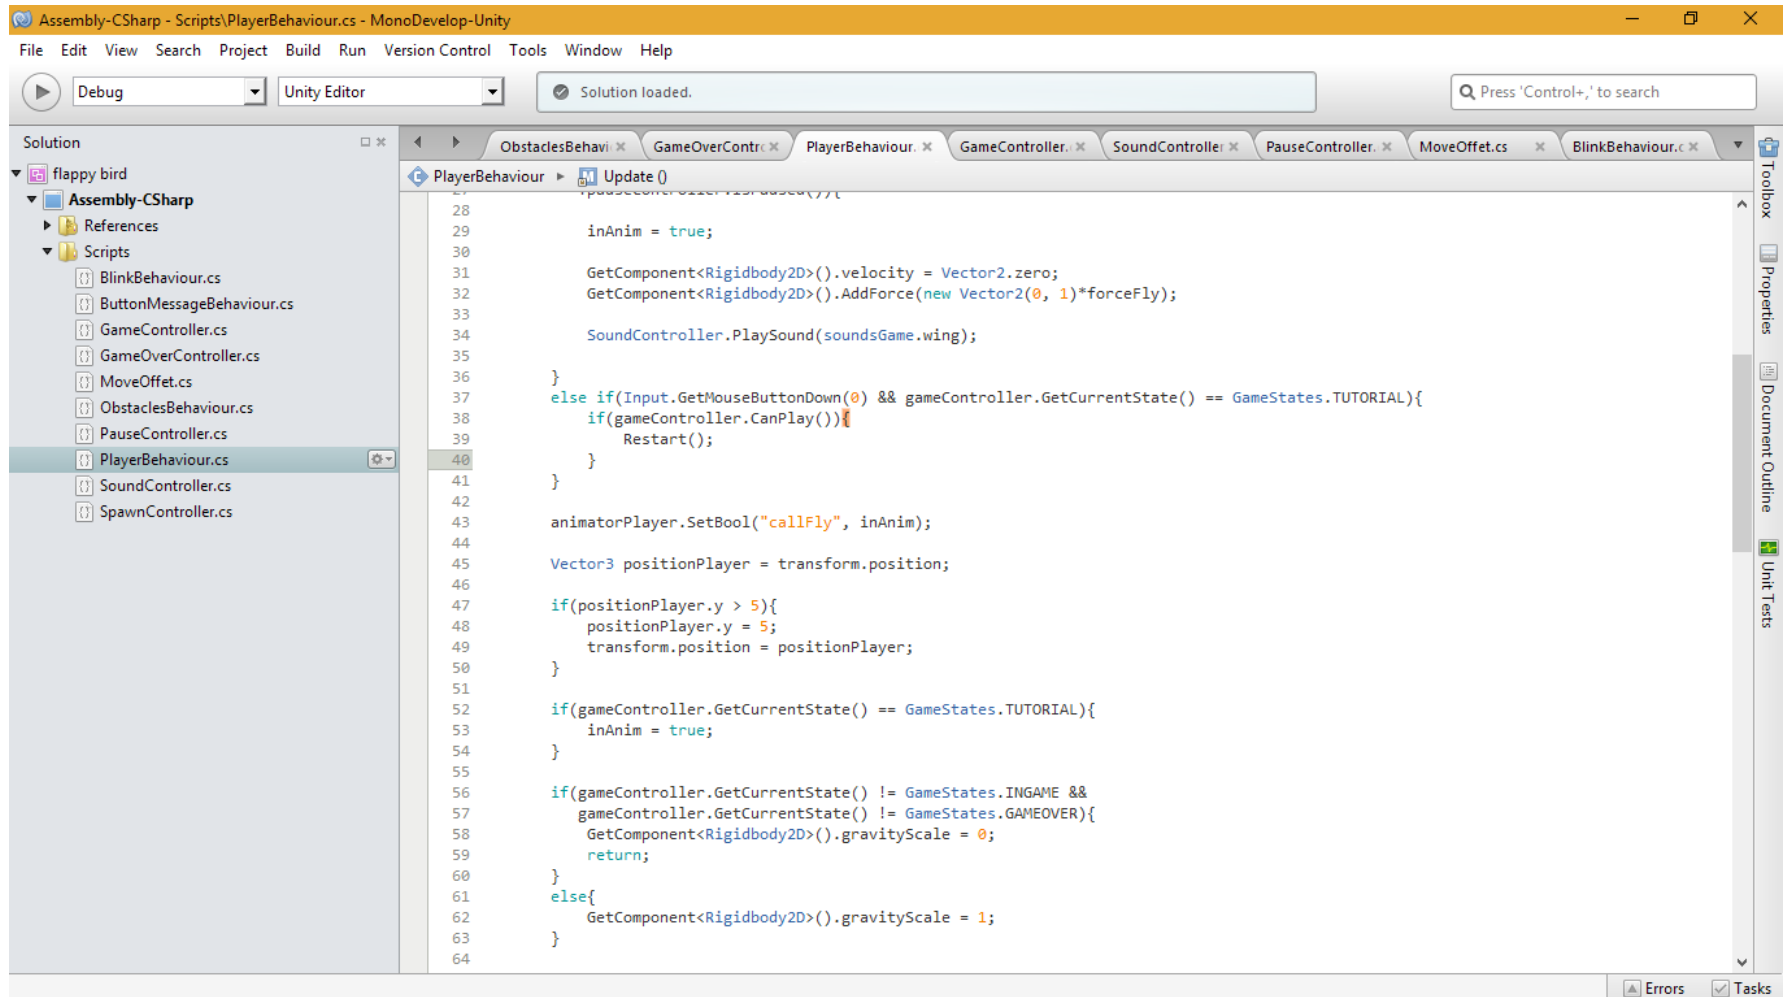 Assembly-CSharp - Scripts\PlayerBehaviour.cs - MonoDevelop-Unity
File Edit View Search Project Build Run Version Control Tools Window Help
Debug Unity Editor Solution loaded. Press 'Control+,' to search
Solution
flappy bird
Assembly-CSharp
References
Scripts
BlinkBehaviour.cs
ButtonMessageBehaviour.cs
GameController.cs
GameOverController.cs
MoveOffet.cs
ObstaclesBehaviour.cs
PauseController.cs
PlayerBehaviour.cs
SoundController.cs
SpawnController.cs
ObstaclesBehavi GameOverContrc PlayerBehaviour. GameController. SoundController PauseController. MoveOffet.cs BlinkBehaviour.c
PlayerBehaviour Update ()
28
29 inAnim = true;
30
31 GetComponent<Rigidbody2D>().velocity = Vector2.zero;
32 GetComponent<Rigidbody2D>().AddForce(new Vector2(0, 1)*forceFly);
33
34 SoundController.PlaySound(soundsGame.wing);
35
36 }
37 else if(Input.GetMouseButtonDown(0) && gameController.GetCurrentState() == GameStates.TUTORIAL){
38 if(gameController.CanPlay()){
39 Restart();
40 }
41 }
42
43 animatorPlayer.SetBool("callFly", inAnim);
44
45 Vector3 positionPlayer = transform.position;
46
47 if(positionPlayer.y > 5){
48 positionPlayer.y = 5;
49 transform.position = positionPlayer;
50 }
51
52 if(gameController.GetCurrentState() == GameStates.TUTORIAL){
53 inAnim = true;
54 }
55
56 if(gameController.GetCurrentState() != GameStates.INGAME &&
57 gameController.GetCurrentState() != GameStates.GAMEOVER){
58 GetComponent<Rigidbody2D>().gravityScale = 0;
59 return;
60 }
61 else{
62 GetComponent<Rigidbody2D>().gravityScale = 1;
63 }
64
Toolbox
Properties
Document Outline
Unit Tests
Errors Tasks